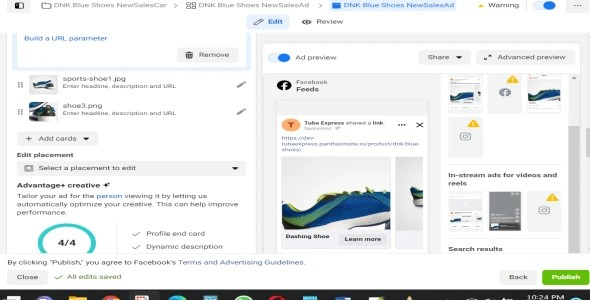 DNK Blue Shoes NewSalesCar
DNK Blue Shoes NewSalesAd
DNK Blue Shoes NewSalesAd
Warning
Edit
Review
Build a URL parameter
Remove
sports-shoe1.jpg
Enter headline, description and URL
shoe3.png
Enter headline, description and URL
+ Add cards
Edit placement
Select a placement to edit
Advantage+ creative
Tailor your ad for the person viewing it by letting us
automatically optimize your creative. This can help improve
performance.
4/4
Profile end card
Dynamic description
Ad preview
Share
Advanced preview
Facebook
Feeds
T
Tube Express shared a link.
Sponsored
https://dev-
tubaexpress.pantheonsite.io/product/dnk-blue-
shoes/
Dashing Shoe
Learn more
In-stream ads for videos and
reels
Search results
By clicking "Publish," you agree to Facebook's Terms and Advertising Guidelines.
Close
All edits saved
Back
Publish
10:24 PM